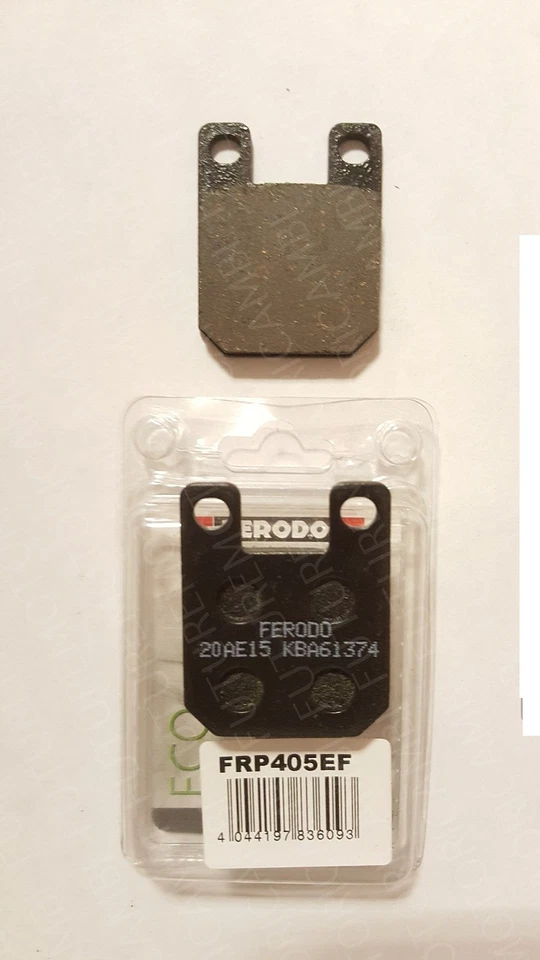 FERODO
FERODO
20AE15 KBA61374
ECO
FRP405EF
4 044197 836093